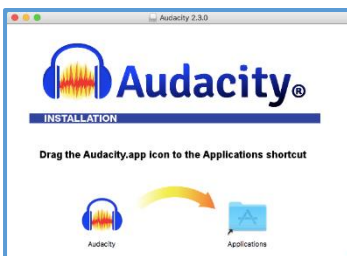 Audacity 2.3.0
Audacity®
INSTALLATION
Drag the Audacity.app icon to the Applications shortcut
Audacity
Applications